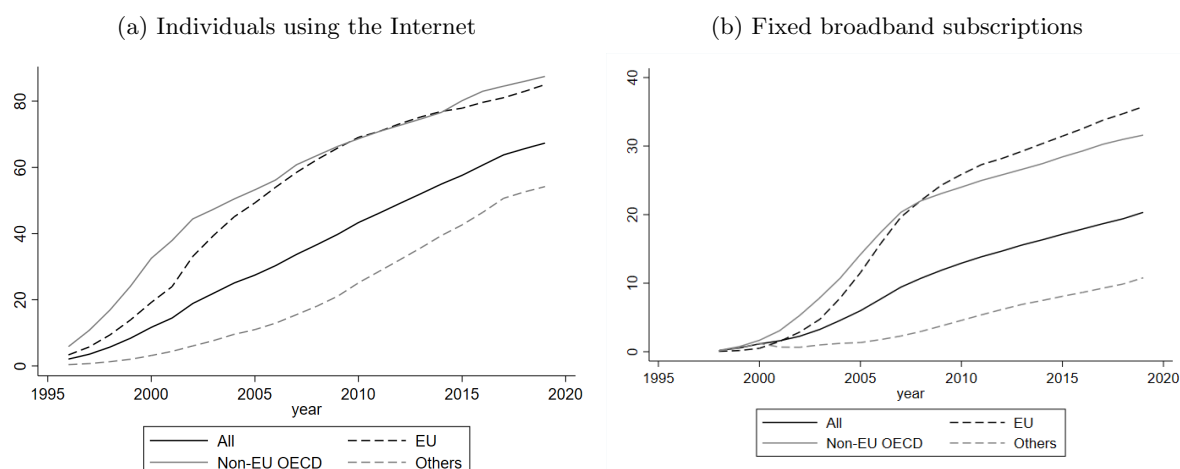 (a) Individuals using the Internet
80
60
40
20
0
1995 2000 2005 2010 2015 2020
year
All EU
Non-EU OECD Others
(b) Fixed broadband subscriptions
40
30
20
10
0
1995 2000 2005 2010 2015 2020
year
All EU
Non-EU OECD Others